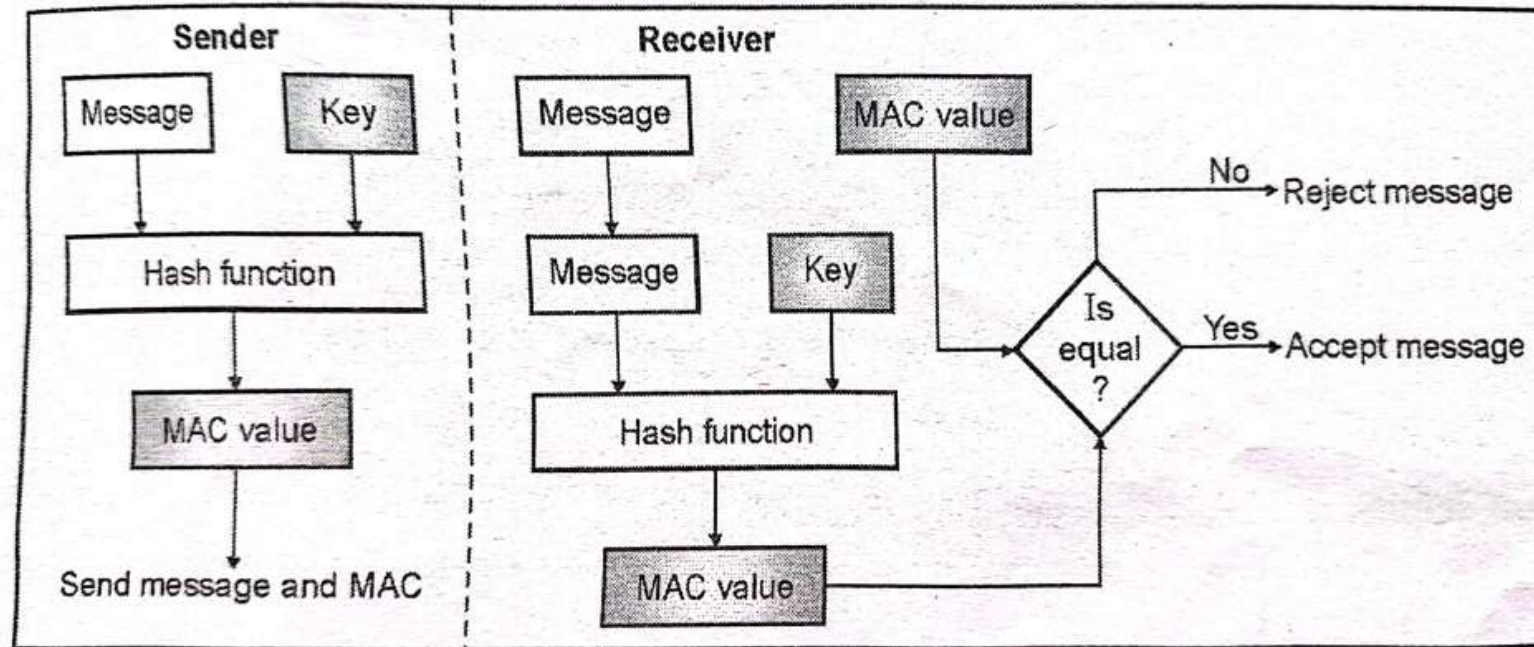 Sender
Message
Key
Hash function
MAC value
Send message and MAC
Receiver
Message
MAC value
Message
Key
Hash function
MAC value
Is
equal
?
No
Reject message
Yes
Accept message